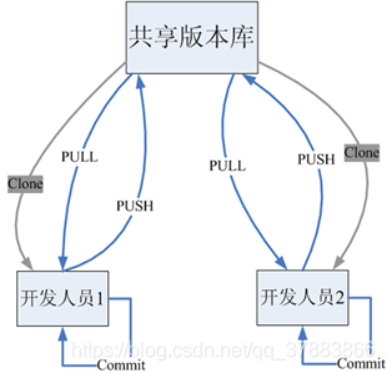 共享版本库
PULL
PUSH
Clone
PULL
PUSH
Clone
开发人员1
开发人员2
Commit
Commit
https://blog.csdn.net/qq_37883866